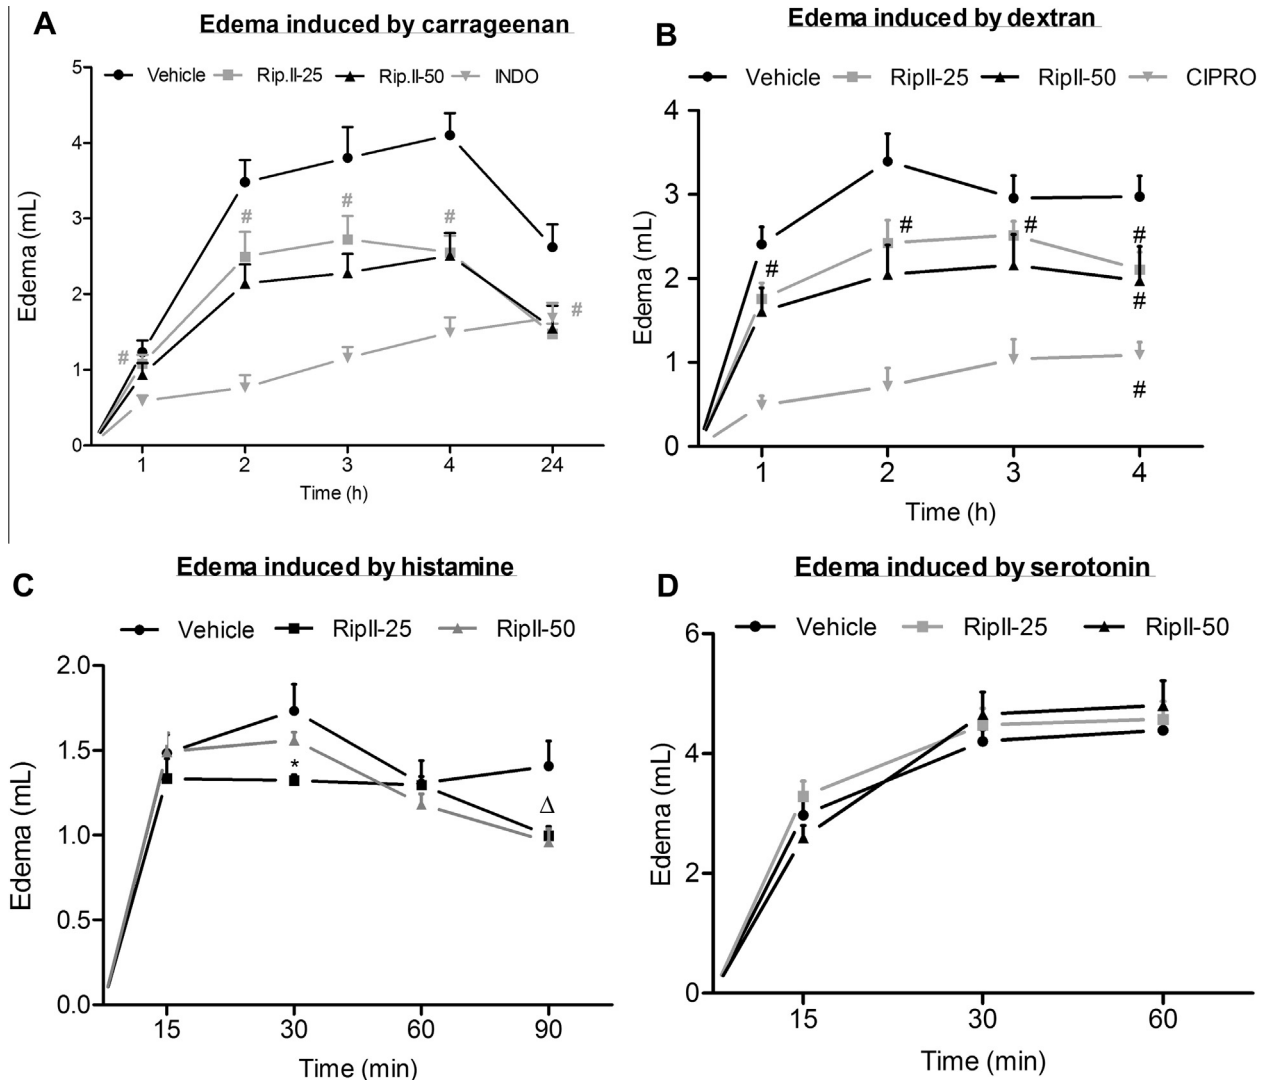 A
Edema induced by carrageenan
Vehicle Rip.II-25 Rip.II-50 INDO
Edema (mL)
5
4
3
2
1
0
#
#
#
#
#
1 2 3 4 24
Time (h)
B
Edema induced by dextran
Vehicle RipII-25 RipII-50 CIPRO
Edema (mL)
4
3
2
1
0
#
#
#
#
#
#
1 2 3 4
Time (h)
C
Edema induced by histamine
Vehicle RipII-25 RipII-50
Edema (mL)
2.0
1.5
1.0
0.5
0.0
*
Δ
15 30 60 90
Time (min)
D
Edema induced by serotonin
Vehicle RipII-25 RipII-50
Edema (mL)
6
4
2
0
15 30 60
Time (min)